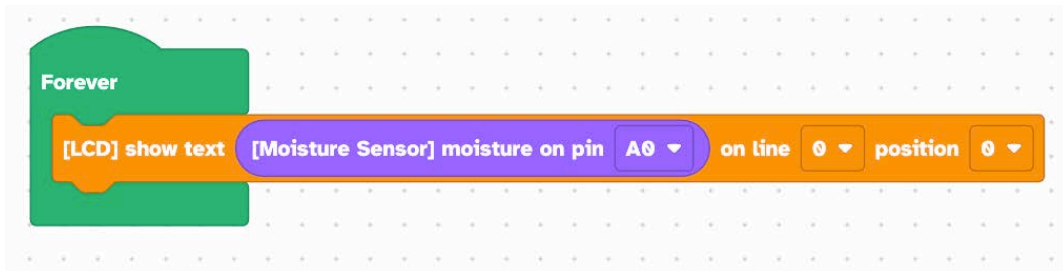 Forever
[LCD] show text [Moisture Sensor] moisture on pin A0 on line 0 position 0